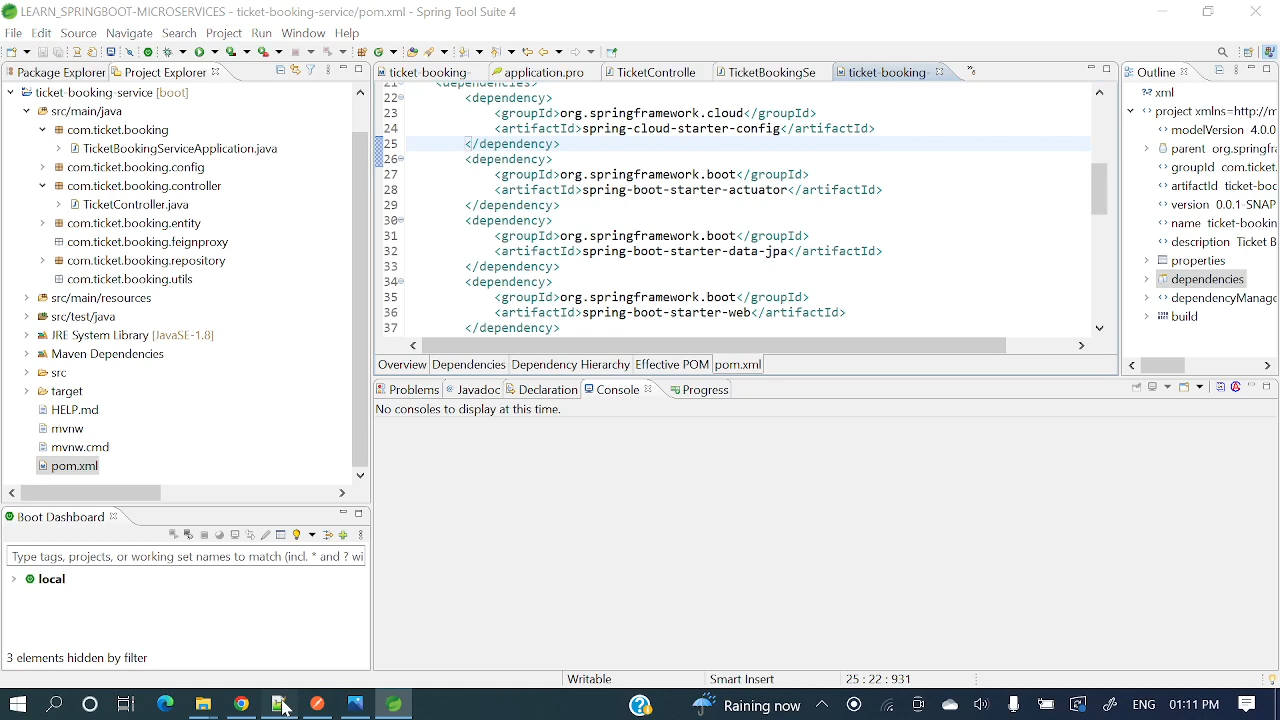 LEARN_SPRINGBOOT-MICROSERVICES - ticket-booking-service/pom.xml - Spring Tool Suite 4
File Edit Source Navigate Search Project Run Window Help
Package Explorer Project Explorer
ticket-booking-service [boot]
src/main/java
com.ticket.booking
TicketBookingServiceApplication.java
com.ticket.booking.config
com.ticket.booking.controller
TicketController.java
com.ticket.booking.entity
com.ticket.booking.feignproxy
com.ticket.booking.repository
com.ticket.booking.utils
src/main/resources
src/test/java
JRE System Library [JavaSE-1.8]
Maven Dependencies
src
target
HELP.md
mvnw
mvnw.cmd
pom.xml
Boot Dashboard
Type tags, projects, or working set names to match (incl. * and ? wi
local
3 elements hidden by filter
ticket-booking- application.pro TicketControlle TicketBookingSe ticket-booking-
21 <dependencies>
22 <dependency>
23 <groupId>org.springframework.cloud</groupId>
24 <artifactId>spring-cloud-starter-config</artifactId>
25 </dependency>
26 <dependency>
27 <groupId>org.springframework.boot</groupId>
28 <artifactId>spring-boot-starter-actuator</artifactId>
29 </dependency>
30 <dependency>
31 <groupId>org.springframework.boot</groupId>
32 <artifactId>spring-boot-starter-data-jpa</artifactId>
33 </dependency>
34 <dependency>
35 <groupId>org.springframework.boot</groupId>
36 <artifactId>spring-boot-starter-web</artifactId>
37 </dependency>
Overview Dependencies Dependency Hierarchy Effective POM pom.xml
Outline
xml
project xmlns=http://m
modelVersion 4.0.0
parent org.springfra
groupId com.ticket.
artifactId ticket-boo
version 0.0.1-SNAP
name ticket-bookin
description Ticket B
properties
dependencies
dependencyManage
build
Problems Javadoc Declaration Console Progress
No consoles to display at this time.
Writable Smart Insert 25 : 22 : 931
Raining now ENG 01:11 PM